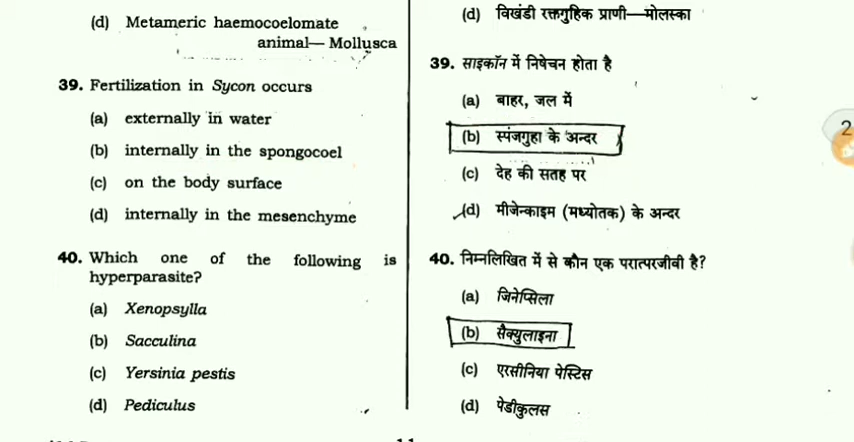 (d) Metameric haemocoelomate
animal— Mollusca
39. Fertilization in Sycon occurs
(a) externally in water
(b) internally in the spongocoel
(c) on the body surface
(d) internally in the mesenchyme
40. Which one of the following is
hyperparasite?
(a) Xenopsylla
(b) Sacculina
(c) Yersinia pestis
(d) Pediculus
(d) विखंडी रक्तगुहिक प्राणी—मोलस्का
39. साइकॉन में निषेचन होता है
(a) बाहर, जल में
(b) स्पंजगुहा के अन्दर
(c) देह की सतह पर
(d) मीजेन्काइम (मध्योतक) के अन्दर
40. निम्नलिखित में से कौन एक परात्परजीवी है?
(a) जिनेप्सिला
(b) सैक्युलाइना
(c) एरसीनिया पेस्टिस
(d) पेडीकुलस
2